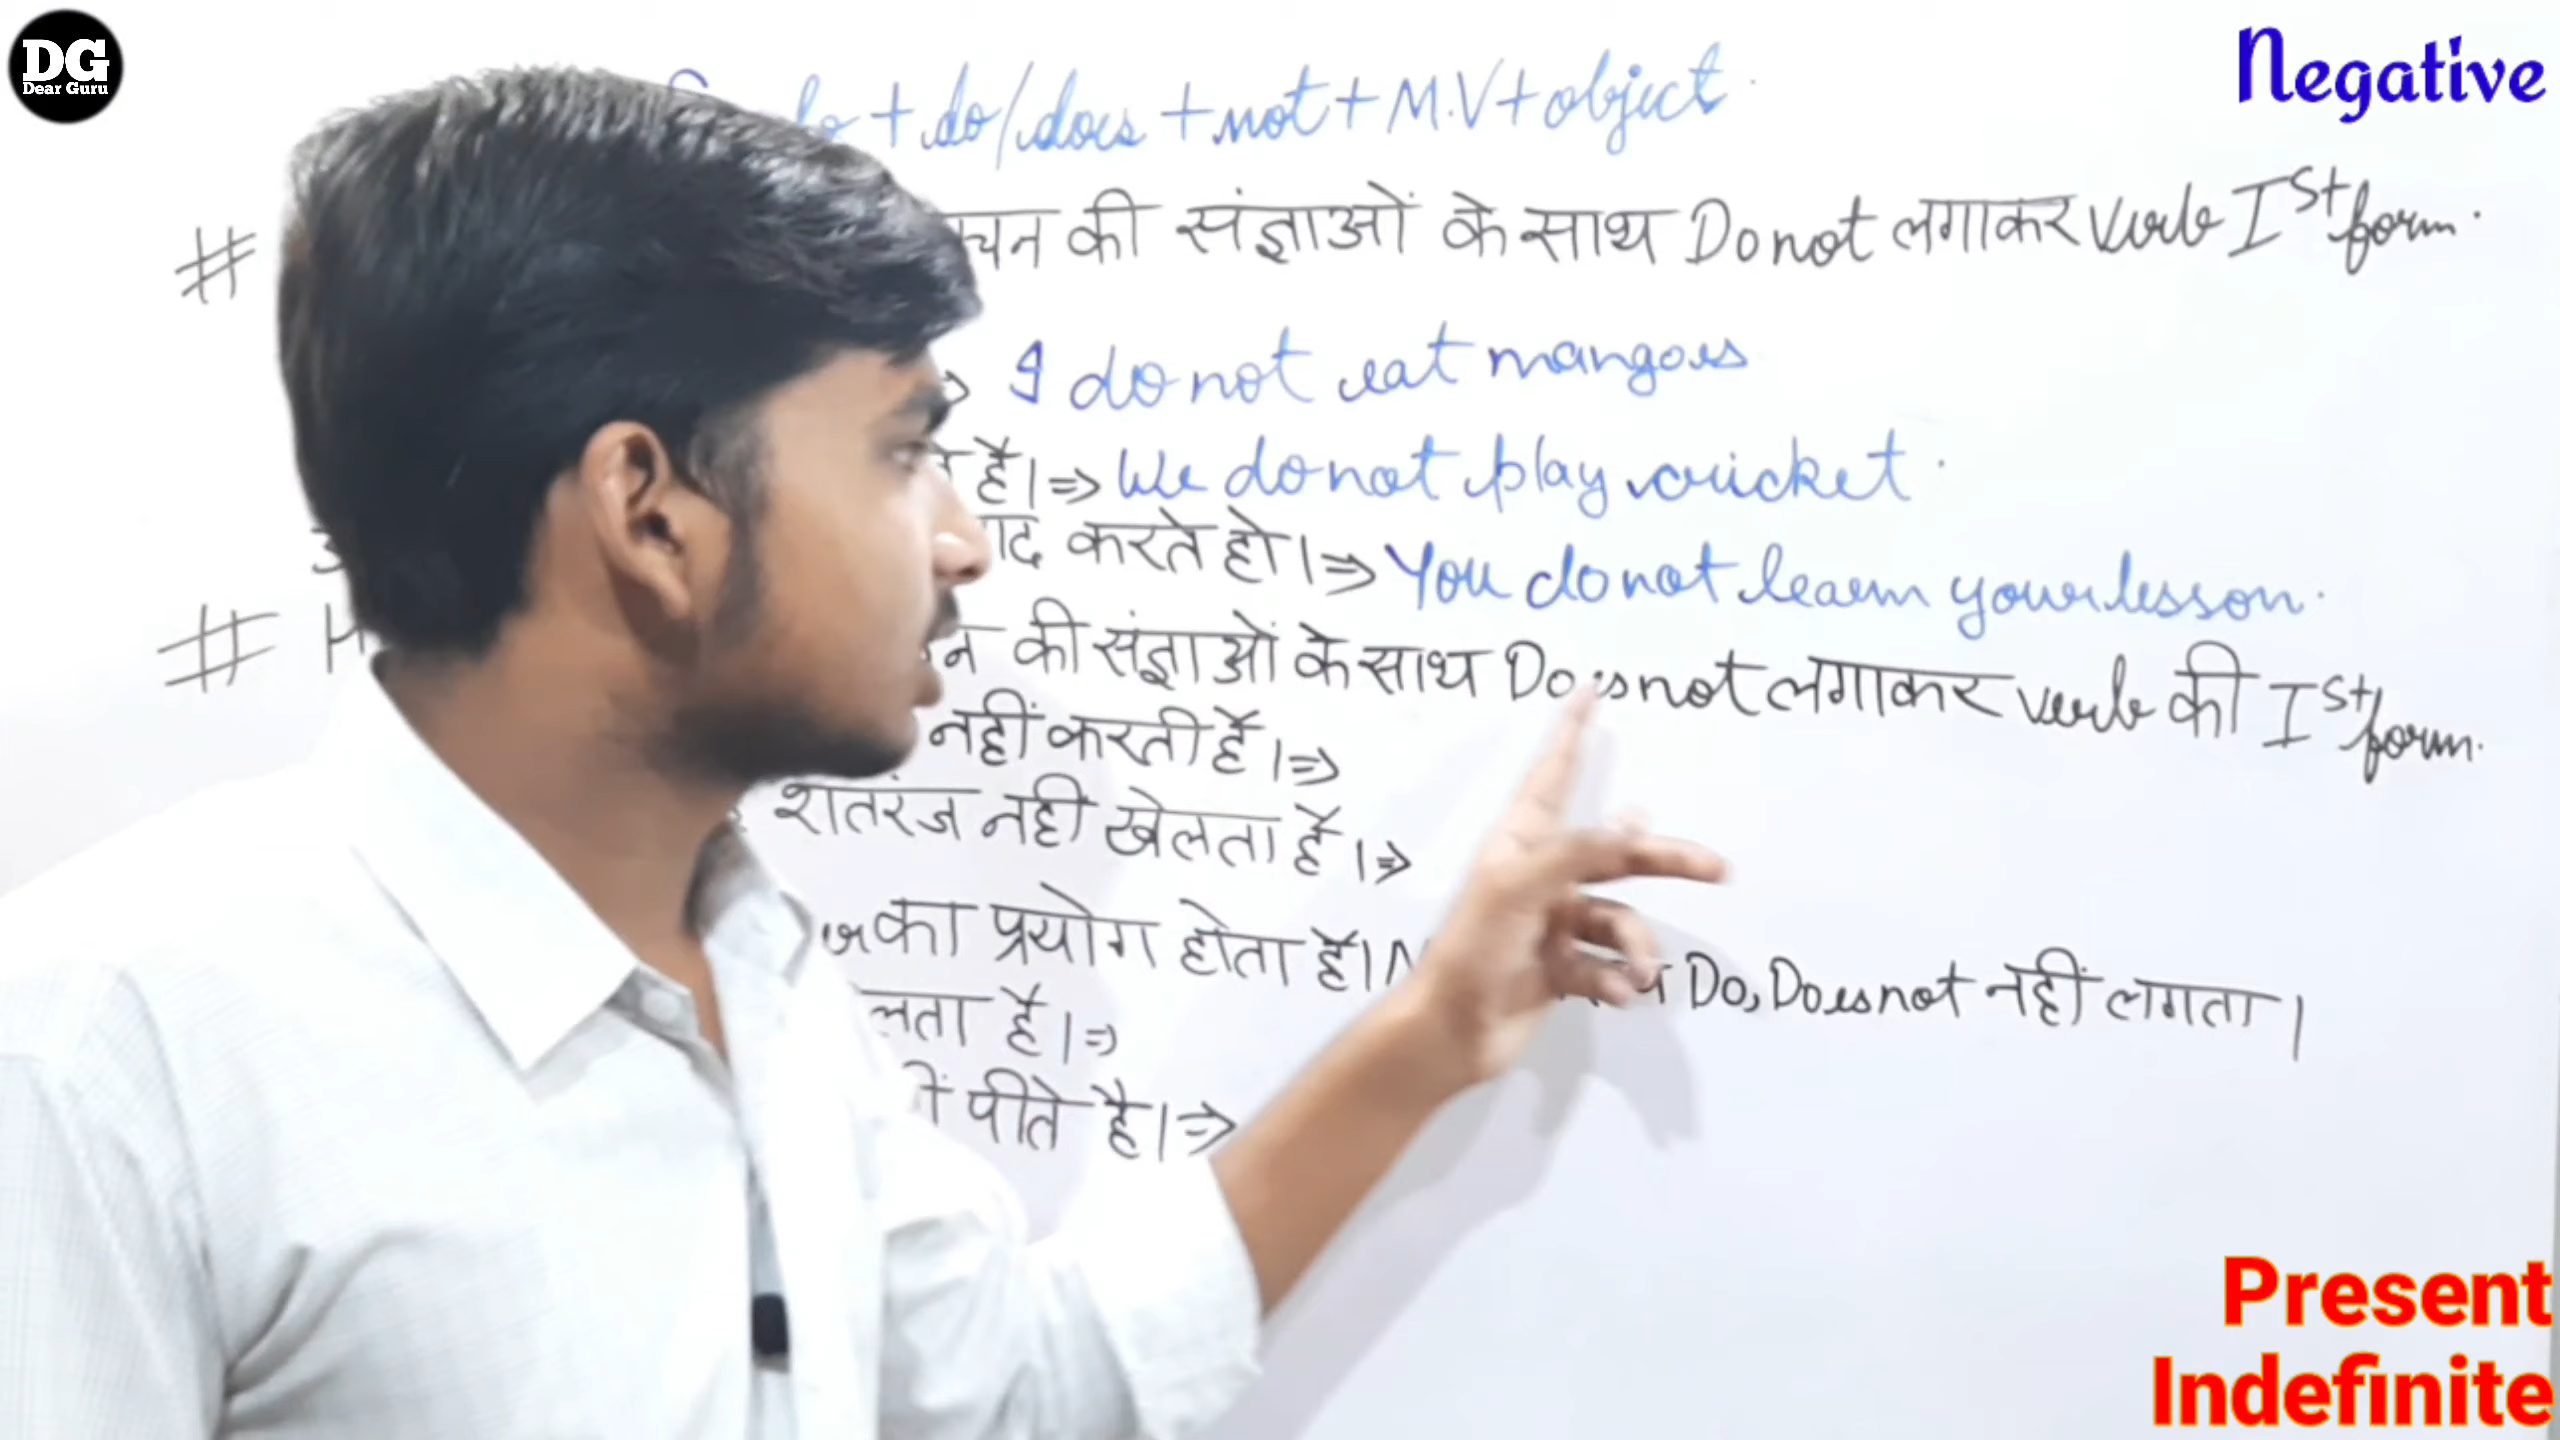 DG
Dear Guru
Negative
+ do/does + not + M.V + object
# चन की संज्ञाओं के साथ Do not लगाकर Verb Ist form.
⇒ I do not eat mangoes
है।⇒ We do not play cricket.
करते हो।⇒ You do not learn your lesson.
# H की संज्ञाओं के साथ Does not लगाकर verb की Ist form.
नहीं करती है।⇒
शतरंज नही खेलता है।⇒
का प्रयोग होता है। Do, Does not नहीं लगता।
है।⇒
पीते है।⇒
Present
Indefinite